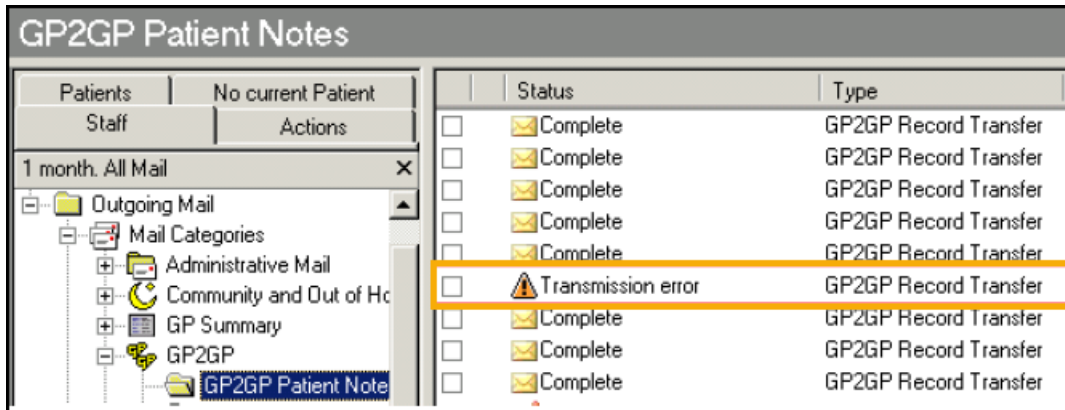 GP2GP Patient Notes
Patients
No current Patient
Staff
Actions
1 month. All Mail
Outgoing Mail
Mail Categories
Administrative Mail
Community and Out of Ho
GP Summary
GP2GP
GP2GP Patient Note
Status Type
Complete GP2GP Record Transfer
Complete GP2GP Record Transfer
Complete GP2GP Record Transfer
Complete GP2GP Record Transfer
Complete GP2GP Record Transfer
Transmission error GP2GP Record Transfer
Complete GP2GP Record Transfer
Complete GP2GP Record Transfer
Complete GP2GP Record Transfer